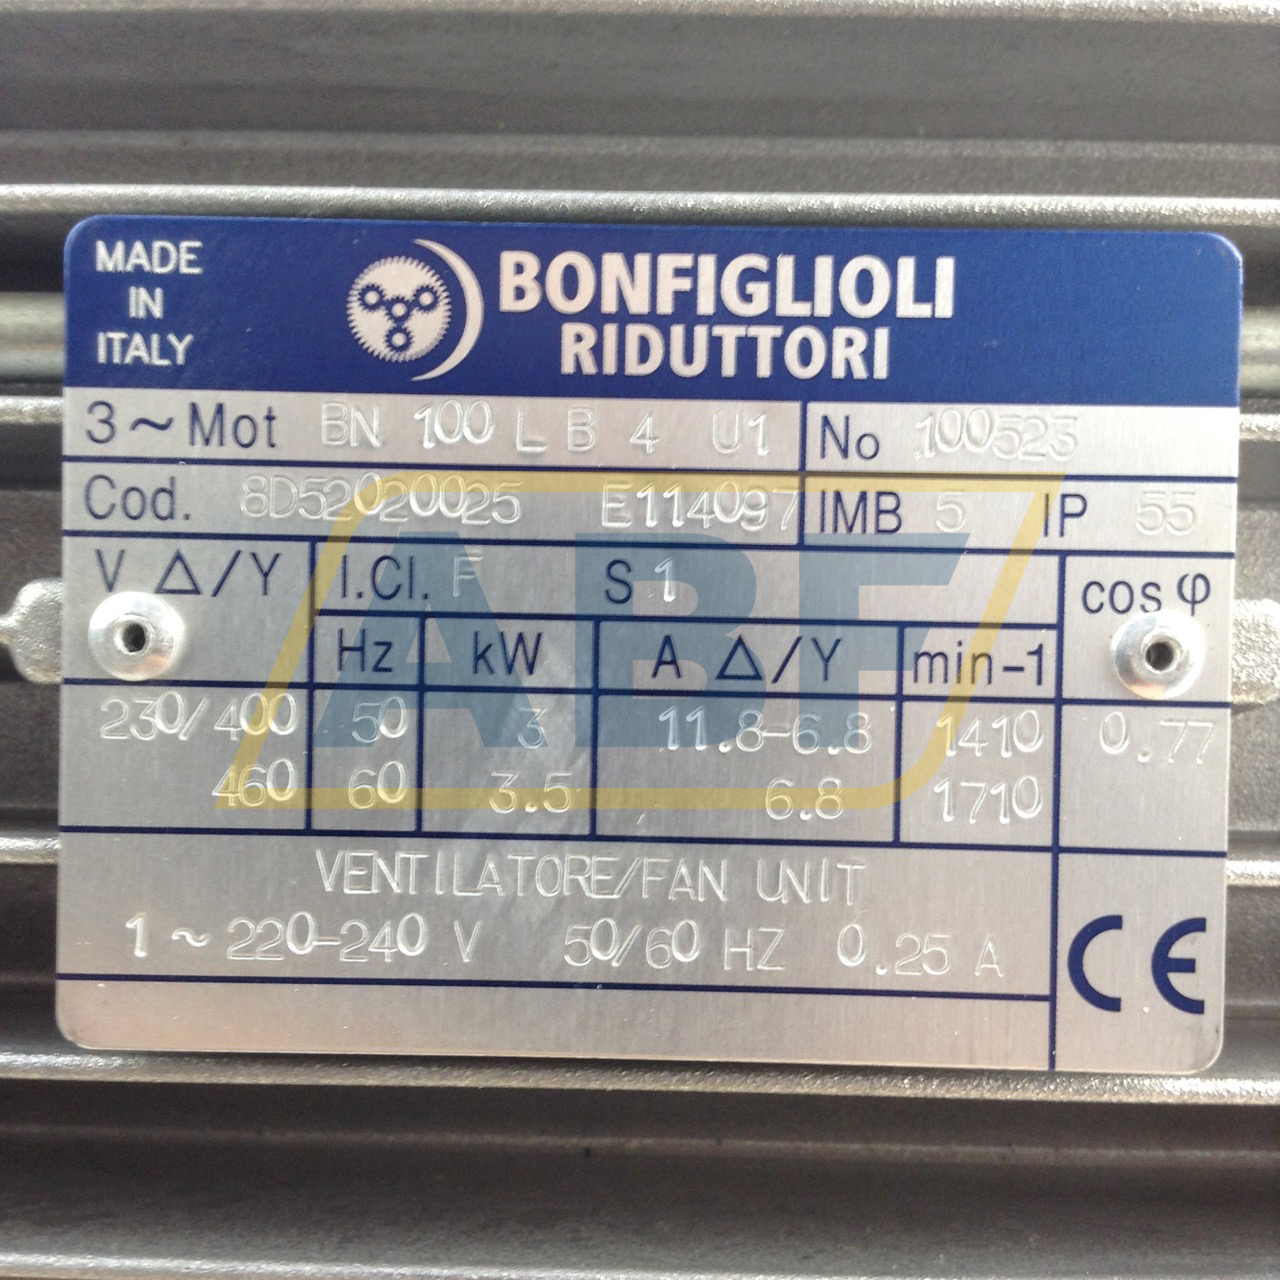 MADE
IN
ITALY
BONFIGLIOLI
RIDUTTORI
3~Mot BN 100 L B 4 U1 No 100523
Cod. 8D52020025 E114097 IMB 5 IP 55
V Δ/Y I.Cl. F S 1 cos φ
Hz kW A Δ/Y min-1
230/400 50 3 11.8-6.8 1410 0.77
460 60 3.5 6.8 1710
VENTILATORE/FAN UNIT
1 ~ 220-240 V 50/60 HZ 0.25 A
CE
ABF